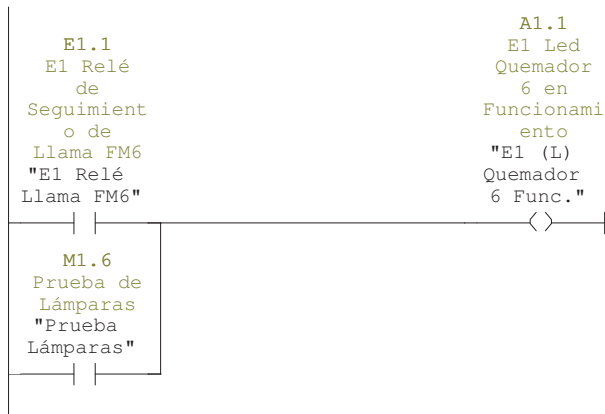 E1.1
E1 Relé
de
Seguimient
o de
Llama FM6
"E1 Relé
Llama FM6"
A1.1
E1 Led
Quemador
6 en
Funcionami
ento
"E1 (L)
Quemador
6 Func."
M1.6
Prueba de
Lámparas
"Prueba
Lámparas"